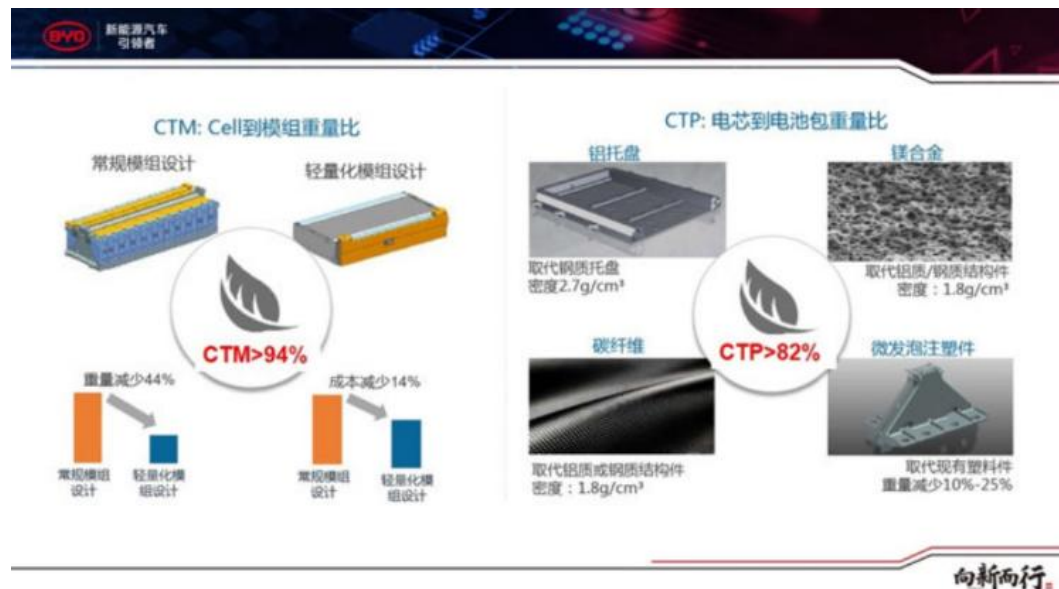 BYD
新能源汽车
引领者
CTM: Cell到模组重量比
常规模组设计
轻量化模组设计
CTM>94%
重量减少44%
成本减少14%
常规模组
设计
轻量化模
组设计
常规模组
设计
轻量化模
组设计
CTP: 电芯到电池包重量比
铝托盘
取代钢质托盘
密度2.7g/cm³
镁合金
取代铝质/钢质结构件
密度：1.8g/cm³
CTP>82%
碳纤维
取代铝质或钢质结构件
密度：1.8g/cm³
微发泡注塑件
取代现有塑料件
重量减少10%-25%
向新而行